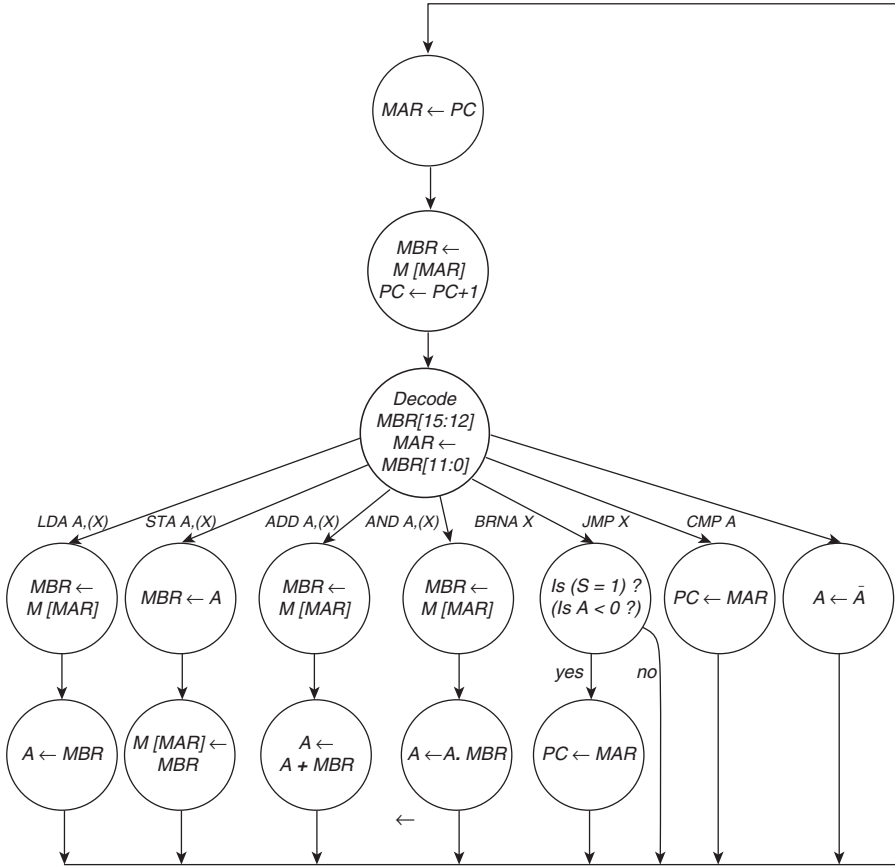 MAR ← PC
MBR ←
M [MAR]
PC ← PC+1
Decode
MBR[15:12]
MAR ←
MBR[11:0]
LDA A,(X)
STA A,(X)
ADD A,(X)
AND A,(X)
BRNA X
JMP X
CMP A
MBR ←
M [MAR]
MBR ← A
MBR ←
M [MAR]
MBR ←
M [MAR]
Is (S = 1) ?
(Is A < 0 ?)
PC ← MAR
A ← Ā
yes
no
A ← MBR
M [MAR] ←
MBR
A ←
A + MBR
A ←A. MBR
PC ← MAR
←